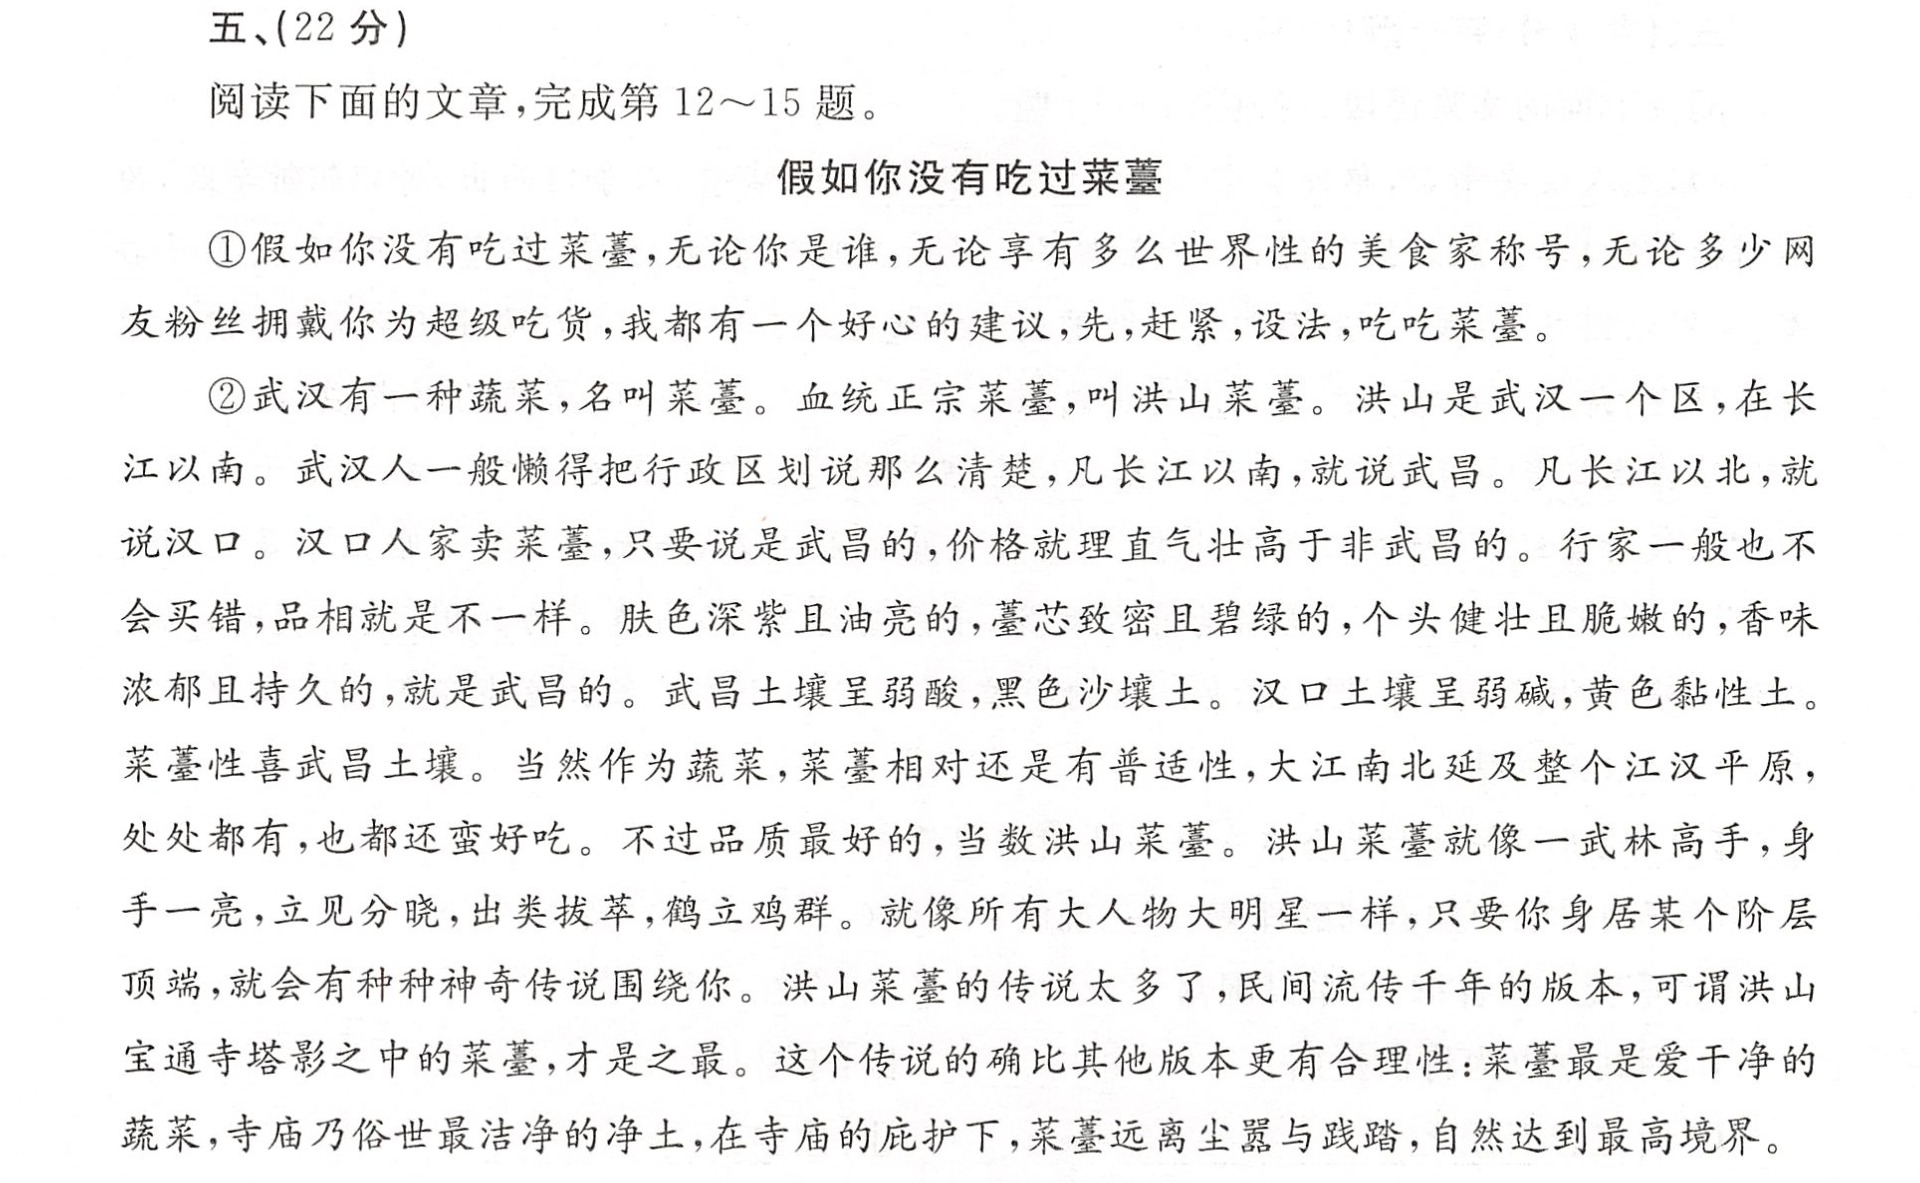 五、(22 分)
阅读下面的文章,完成第 12～15 题。
假如你没有吃过菜薹
①假如你没有吃过菜薹,无论你是谁,无论享有多么世界性的美食家称号,无论多少网
友粉丝拥戴你为超级吃货,我都有一个好心的建议,先,赶紧,设法,吃吃菜薹。
②武汉有一种蔬菜,名叫菜薹。血统正宗菜薹,叫洪山菜薹。洪山是武汉一个区,在长
江以南。武汉人一般懒得把行政区划说那么清楚,凡长江以南,就说武昌。凡长江以北,就
说汉口。汉口人家卖菜薹,只要说是武昌的,价格就理直气壮高于非武昌的。行家一般也不
会买错,品相就是不一样。肤色深紫且油亮的,薹芯致密且碧绿的,个头健壮且脆嫩的,香味
浓郁且持久的,就是武昌的。武昌土壤呈弱酸,黑色沙壤土。汉口土壤呈弱碱,黄色黏性土。
菜薹性喜武昌土壤。当然作为蔬菜,菜薹相对还是有普适性,大江南北延及整个江汉平原,
处处都有,也都还蛮好吃。不过品质最好的,当数洪山菜薹。洪山菜薹就像一武林高手,身
手一亮,立见分晓,出类拔萃,鹤立鸡群。就像所有大人物大明星一样,只要你身居某个阶层
顶端,就会有种种神奇传说围绕你。洪山菜薹的传说太多了,民间流传千年的版本,可谓洪山
宝通寺塔影之中的菜薹,才是之最。这个传说的确比其他版本更有合理性:菜薹最是爱干净的
蔬菜,寺庙乃俗世最洁净的净土,在寺庙的庇护下,菜薹远离尘嚣与践踏,自然达到最高境界。